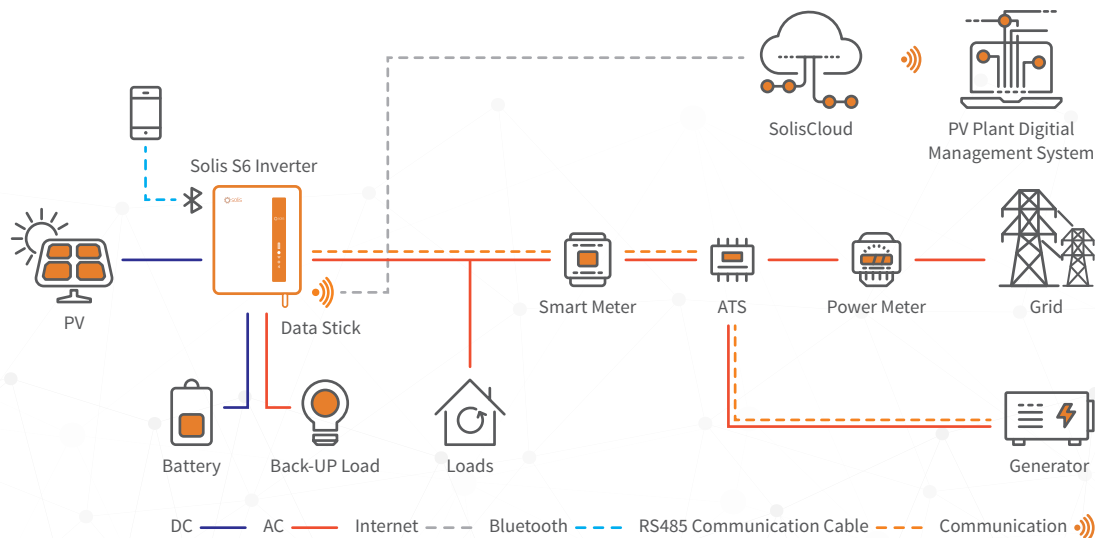 SolisCloud
PV Plant Digitial
Management System
Solis S6 Inverter
solis
PV
Data Stick
Smart Meter
ATS
Power Meter
Grid
Battery
Back-UP Load
Loads
Generator
DC
AC
Internet
Bluetooth
RS485 Communication Cable
Communication